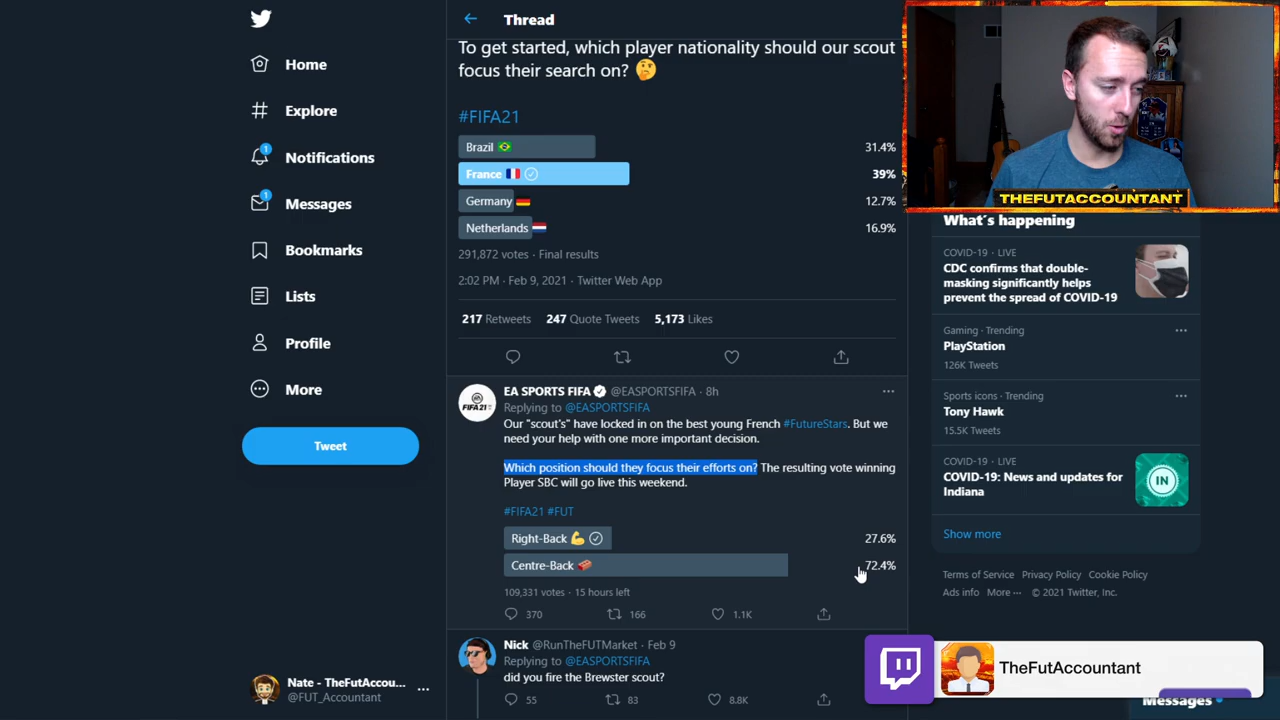 Thread
To get started, which player nationality should our scout
focus their search on? 🤔
#FIFA21
Brazil 🇧🇷 31.4%
France 🇫🇷 39%
Germany 🇩🇪 12.7%
Netherlands 🇳🇱 16.9%
291,872 votes · Final results
2:02 PM · Feb 9, 2021 · Twitter Web App
217 Retweets 247 Quote Tweets 5,173 Likes
EA SPORTS FIFA @EASPORTSFIFA · 8h
Replying to @EASPORTSFIFA
Our "scout's" have locked in on the best young French #FutureStars. But we
need your help with one more important decision.
Which position should they focus their efforts on? The resulting vote winning
Player SBC will go live this weekend.
#FIFA21 #FUT
Right-Back 💪 27.6%
Centre-Back 🧱 72.4%
109,331 votes · 15 hours left
370 166 1.1K
Nick @RunTheFUTMarket · Feb 9
Replying to @EASPORTSFIFA
did you fire the Brewster scout?
55 83 8.8K
Home
Explore
1
Notifications
1
Messages
Bookmarks
Lists
Profile
More
Tweet
Nate - TheFutAccou...
@FUT_Accountant
THEFUTACCOUNTANT
What's happening
COVID-19 · LIVE
CDC confirms that double-
masking significantly helps
prevent the spread of COVID-19
Gaming · Trending
PlayStation
126K Tweets
Sports icons · Trending
Tony Hawk
15.5K Tweets
COVID-19 · LIVE
COVID-19: News and updates for
Indiana
IN
Show more
Terms of Service Privacy Policy Cookie Policy
Ads info More ··· © 2021 Twitter, Inc.
TheFutAccountant
Messages